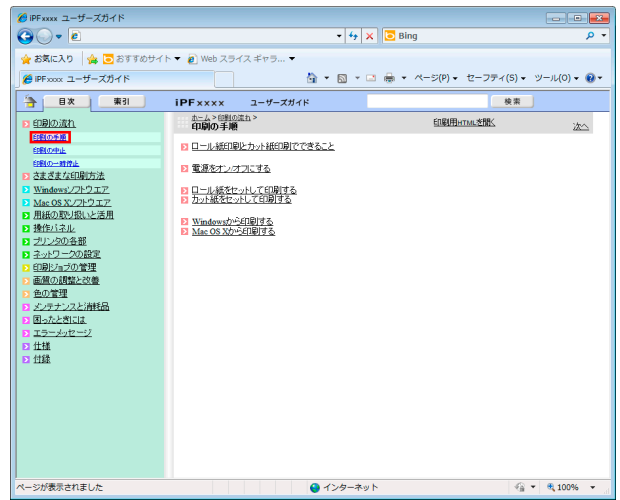 iPFxxxx ユーザーズガイド
Bing
お気に入り おすすめサイト Web スライス ギャラ...
iPFxxxx ユーザーズガイド ページ(P) セーフティ(S) ツール(O)
目次 索引 iPFxxxx ユーザーズガイド 検索
ホーム > 印刷の流れ >
印刷の手順 印刷用HTMLを開く 次へ
印刷の流れ
印刷の手順
印刷の中止
印刷の一時停止
さまざまな印刷方法
Windowsソフトウエア
Mac OS Xソフトウエア
用紙の取り扱いと活用
操作パネル
プリンタの各部
ネットワークの設定
印刷ジョブの管理
画質の調整と改善
色の管理
メンテナンスと消耗品
困ったときには
エラーメッセージ
仕様
付録
ロール紙印刷とカット紙印刷でできること
電源をオン/オフにする
ロール紙をセットして印刷する
カット紙をセットして印刷する
Windowsから印刷する
Mac OS Xから印刷する
ページが表示されました インターネット 100%